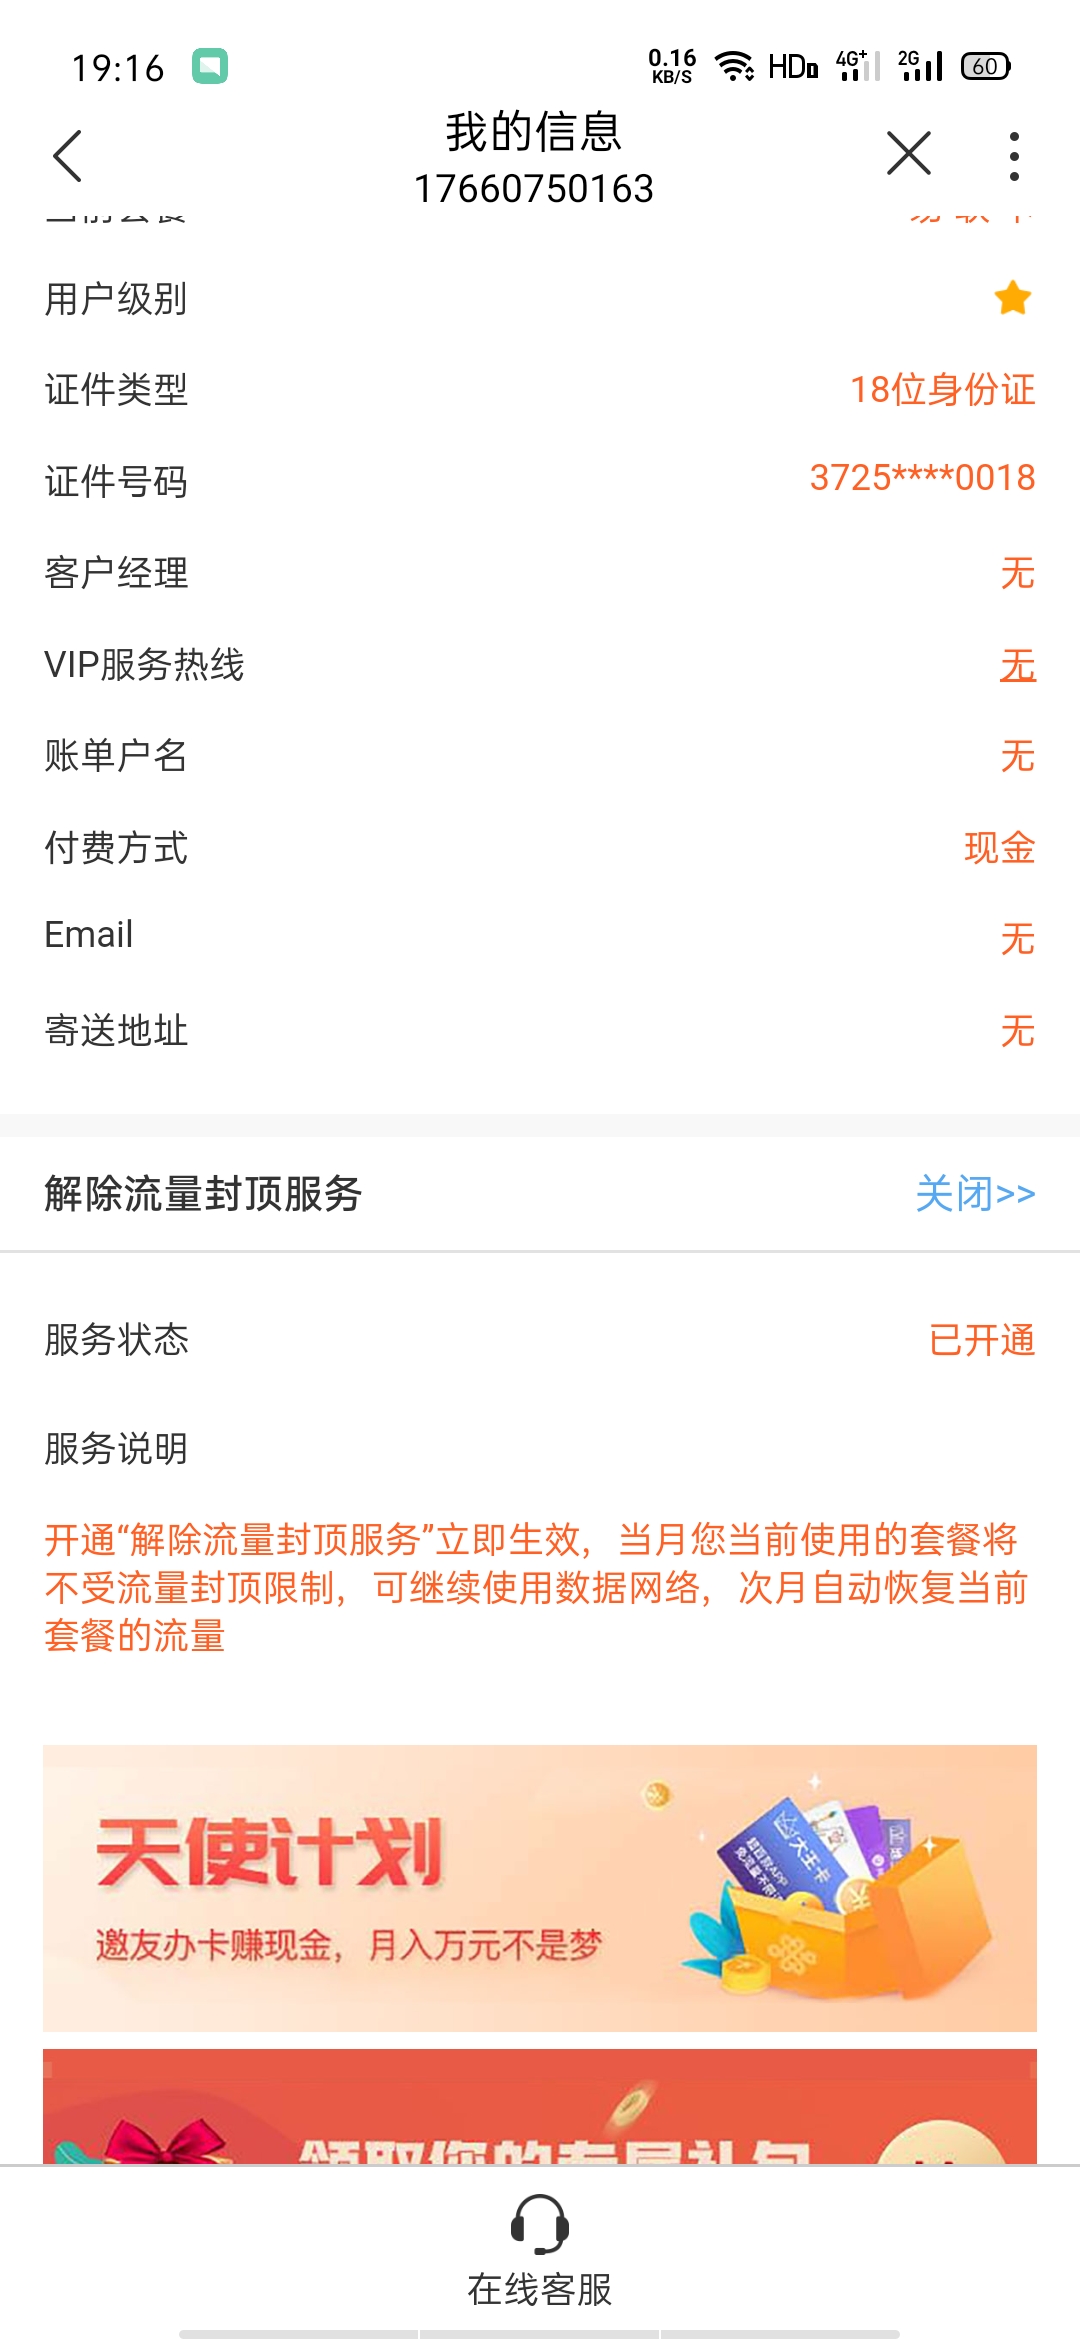 19:16
0.16 KB/S HD 4G+ 2G 60
我的信息
17660750163
用户级别
证件类型 18位身份证
证件号码 3725****0018
客户经理 无
VIP服务热线 无
账单户名 无
付费方式 现金
Email 无
寄送地址 无
解除流量封顶服务 关闭>>
服务状态 已开通
服务说明
开通“解除流量封顶服务”立即生效，当月您当前使用的套餐将
不受流量封顶限制，可继续使用数据网络，次月自动恢复当前
套餐的流量
天使计划
邀友办卡赚现金，月入万元不是梦
大王卡
领取您的专属礼包
在线客服